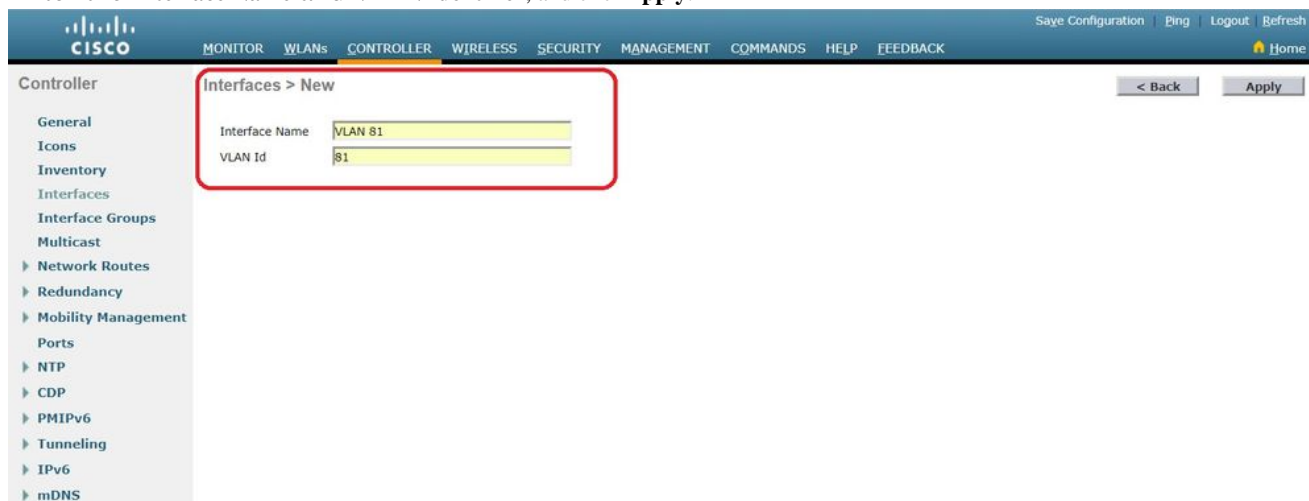 Save Configuration Ping Logout Refresh
CISCO MONITOR WLANs CONTROLLER WIRELESS SECURITY MANAGEMENT COMMANDS HELP FEEDBACK Home
Controller
General
Icons
Inventory
Interfaces
Interface Groups
Multicast
Network Routes
Redundancy
Mobility Management
Ports
NTP
CDP
PMIPv6
Tunneling
IPv6
mDNS
Interfaces > New
< Back Apply
Interface Name VLAN 81
VLAN Id 81